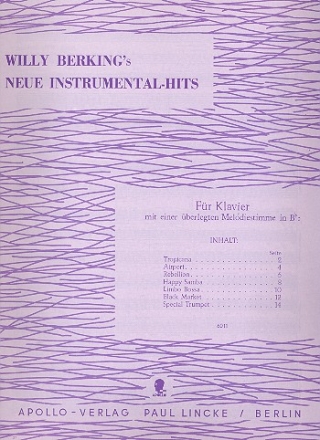 WILLY BERKING's
NEUE INSTRUMENTAL-HITS
Für Klavier
mit einer überlegten Melodiestimme in B♭:
INHALT:
Seite
Tropicana . . . . . . . . . . . . 2
Airport . . . . . . . . . . . . 4
Rebellion . . . . . . . . . . . . 6
Happy Samba . . . . . . . . . . . . 8
Limbo Bossa . . . . . . . . . . . . 10
Black Market . . . . . . . . . . . . 12
Special Trumpet . . . . . . . . . . . . 14
APOLLO-VERLAG PAUL LINCKE / BERLIN